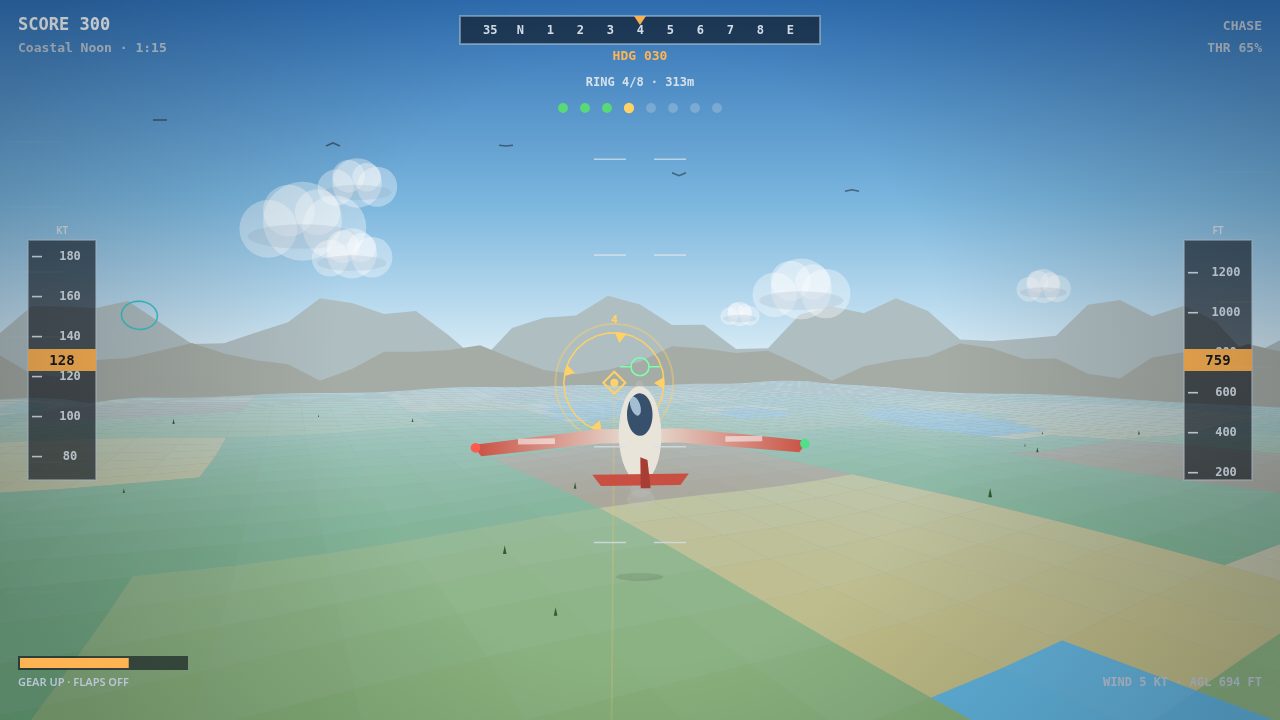 SCORE 300
Coastal Noon · 1:15
35 N 1 2 3 4 5 6 7 8 E
HDG 030
RING 4/8 · 313m
CHASE
THR 65%
KT
180
160
140
128
120
100
80
4
FT
1200
1000
759
600
400
200
GEAR UP · FLAPS OFF
WIND 5 KT · AGL 694 FT